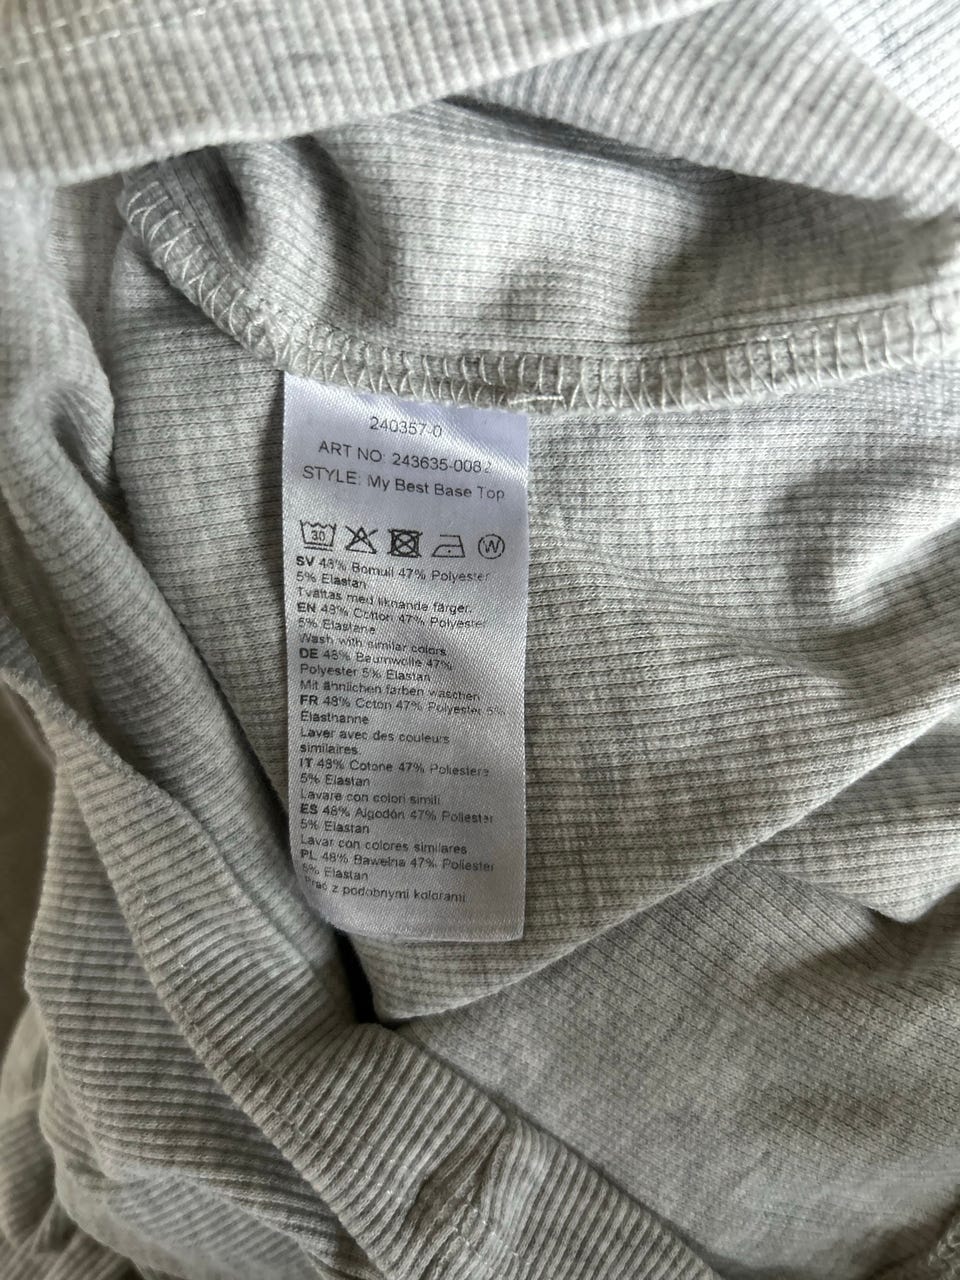 240357-0
ART NO: 243635-0082
STYLE: My Best Base Top
30 W
SV 48% Bomull 47% Polyester
5% Elastan
Tvättas med liknande färger.
EN 48% Cotton 47% Polyester
5% Elastane
Wash with similar colors
DE 48% Baumwolle 47%
Polyester 5% Elastan
Mit ähnlichen farben waschen
FR 48% Coton 47% Polyester 5%
Élasthanne
Laver avec des couleurs
similaires.
IT 48% Cotone 47% Poliestere
5% Elastan
Lavare con colori simili
ES 48% Algodón 47% Poliester
5% Elastan
Lavar con colores similares
PL 48% Bawełna 47% Poliester
5% Elastan
Prać z podobnymi kolorami